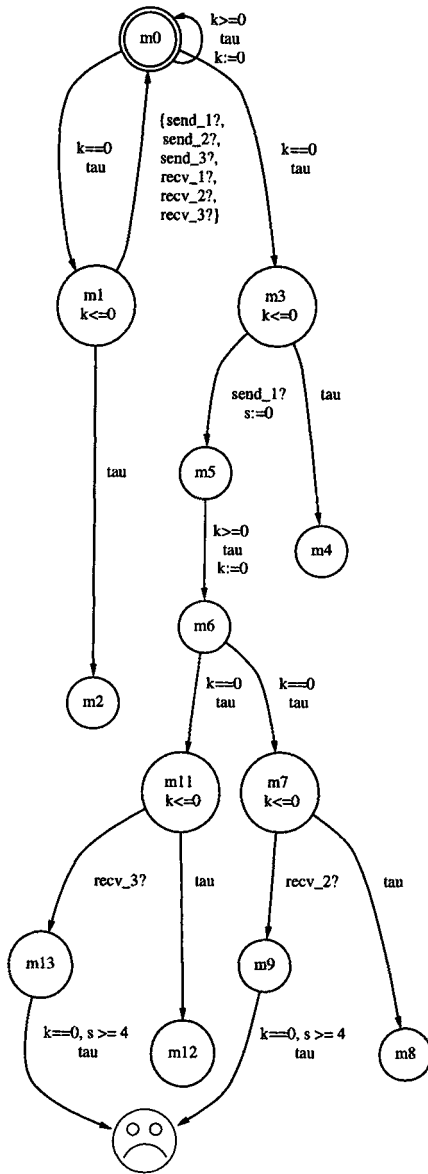 m0
k>=0
tau
k:=0
k==0
tau
{send_1?,
send_2?,
send_3?,
recv_1?,
recv_2?,
recv_3?}
k==0
tau
m1
k<=0
m3
k<=0
send_1?
s:=0
tau
tau
m5
k>=0
tau
k:=0
m4
m6
m2
k==0
tau
k==0
tau
m11
k<=0
m7
k<=0
recv_3?
tau
recv_2?
tau
m13
m9
k==0, s >= 4
tau
m12
k==0, s >= 4
tau
m8